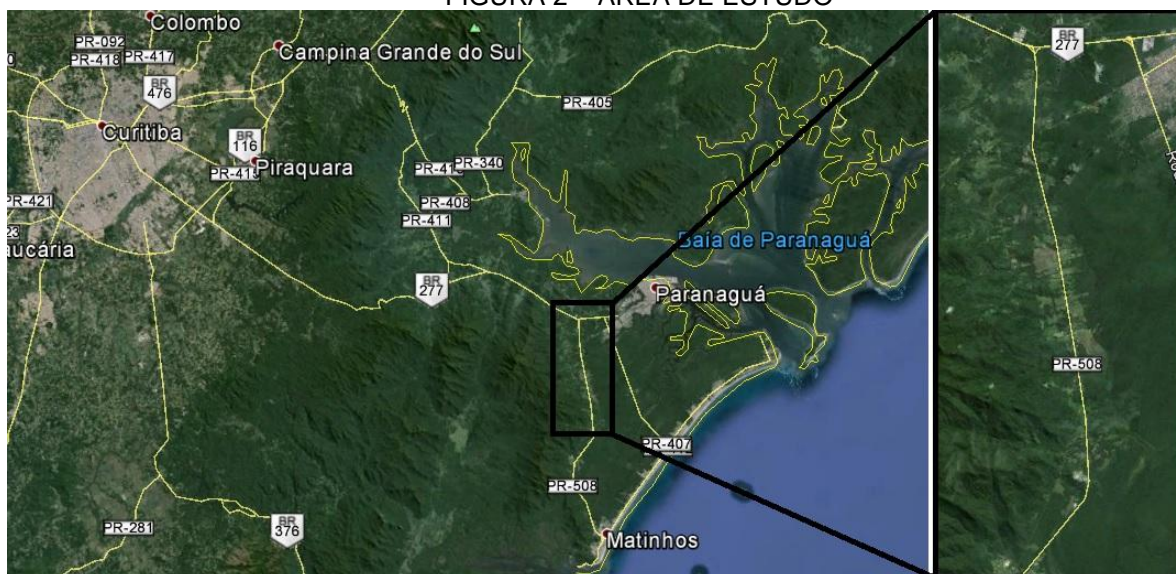 FIGURA 2 – ÁREA DE ESTUDO
Colombo
PR-092
PR-417
PR-418
Campina Grande do Sul
BR
476
Curitiba
BR
116
Piraquara
PR-405
PR-340
PR-408
PR-411
PR-421
23
aucária
Baía de Paranaguá
BR
277
Paranaguá
PR-407
PR-508
PR-281
BR
376
Matinhos
BR
277
PR-508